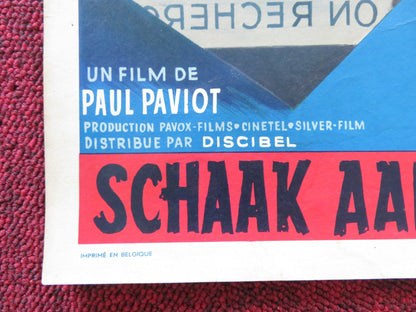 ON RECHERC
UN FILM DE
PAUL PAVIOT
PRODUCTION PAVOX-FILMS•CINETEL•SILVER-FILM
DISTRIBUE PAR DISCIBEL
SCHAAK AA
IMPRIMÉ EN BELGIQUE